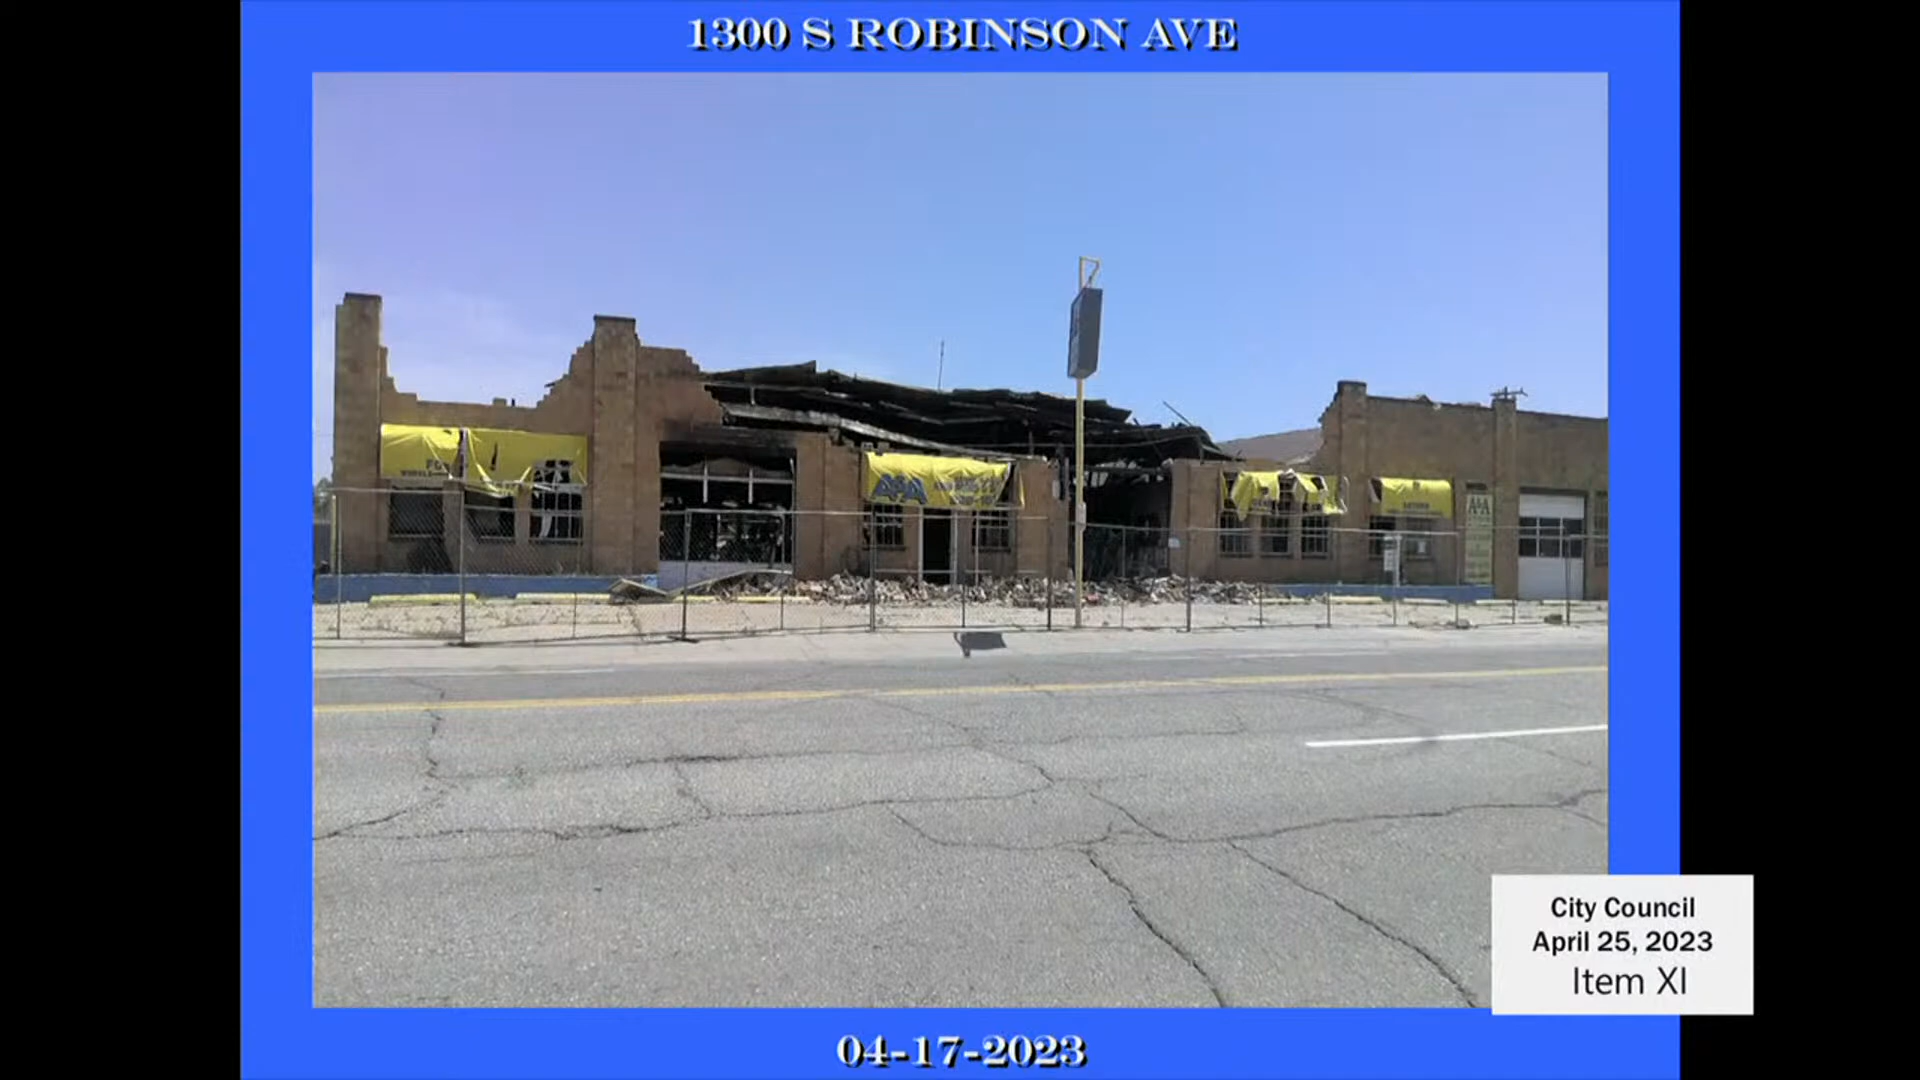 1300 S ROBINSON AVE
A&A
A&A
City Council
April 25, 2023
Item XI
04-17-2023